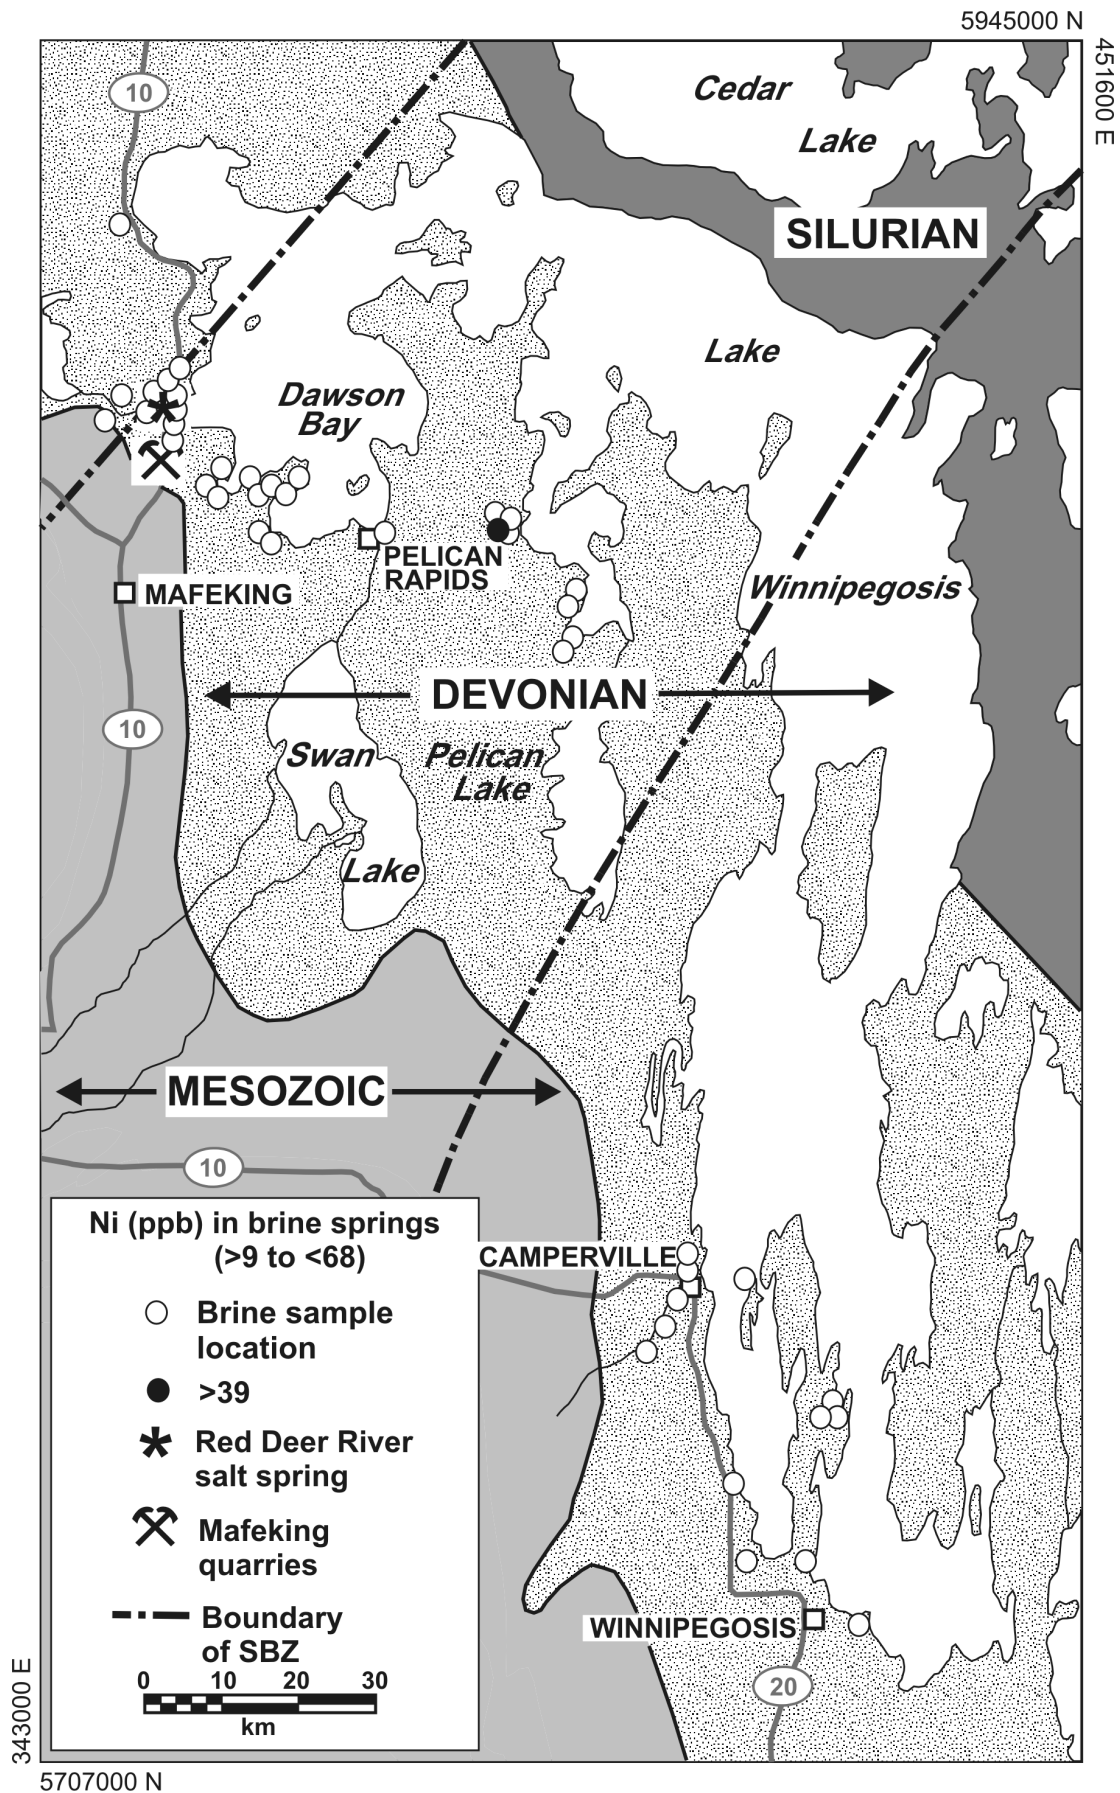 5945000 N
451600 E
10
Cedar
Lake
SILURIAN
Lake
Dawson
Bay
PELICAN
RAPIDS
MAFEKING
Winnipegosis
DEVONIAN
10
Swan
Pelican
Lake
Lake
MESOZOIC
10
Ni (ppb) in brine springs
(>9 to <68)
Brine sample
location
>39
Red Deer River
salt spring
Mafeking
quarries
Boundary
of SBZ
0 10 20 30
km
CAMPERVILLE
WINNIPEGOSIS
20
343000 E
5707000 N